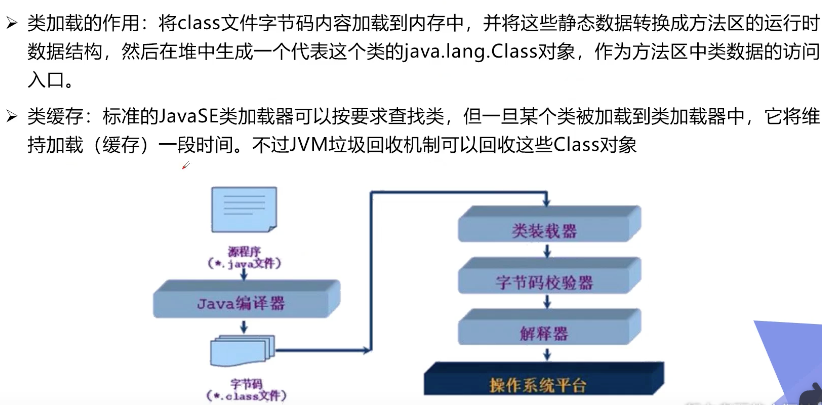 类加载的作用：将class文件字节码内容加载到内存中，并将这些静态数据转换成方法区的运行时
数据结构，然后在堆中生成一个代表这个类的java.lang.Class对象，作为方法区中类数据的访问
入口。
类缓存：标准的JavaSE类加载器可以按要求查找类，但一旦某个类被加载到类加载器中，它将维
持加载（缓存）一段时间。不过JVM垃圾回收机制可以回收这些Class对象
源程序
（*.java文件）
Java编译器
字节码
（*.class文件）
类装载器
字节码校验器
解释器
操作系统平台